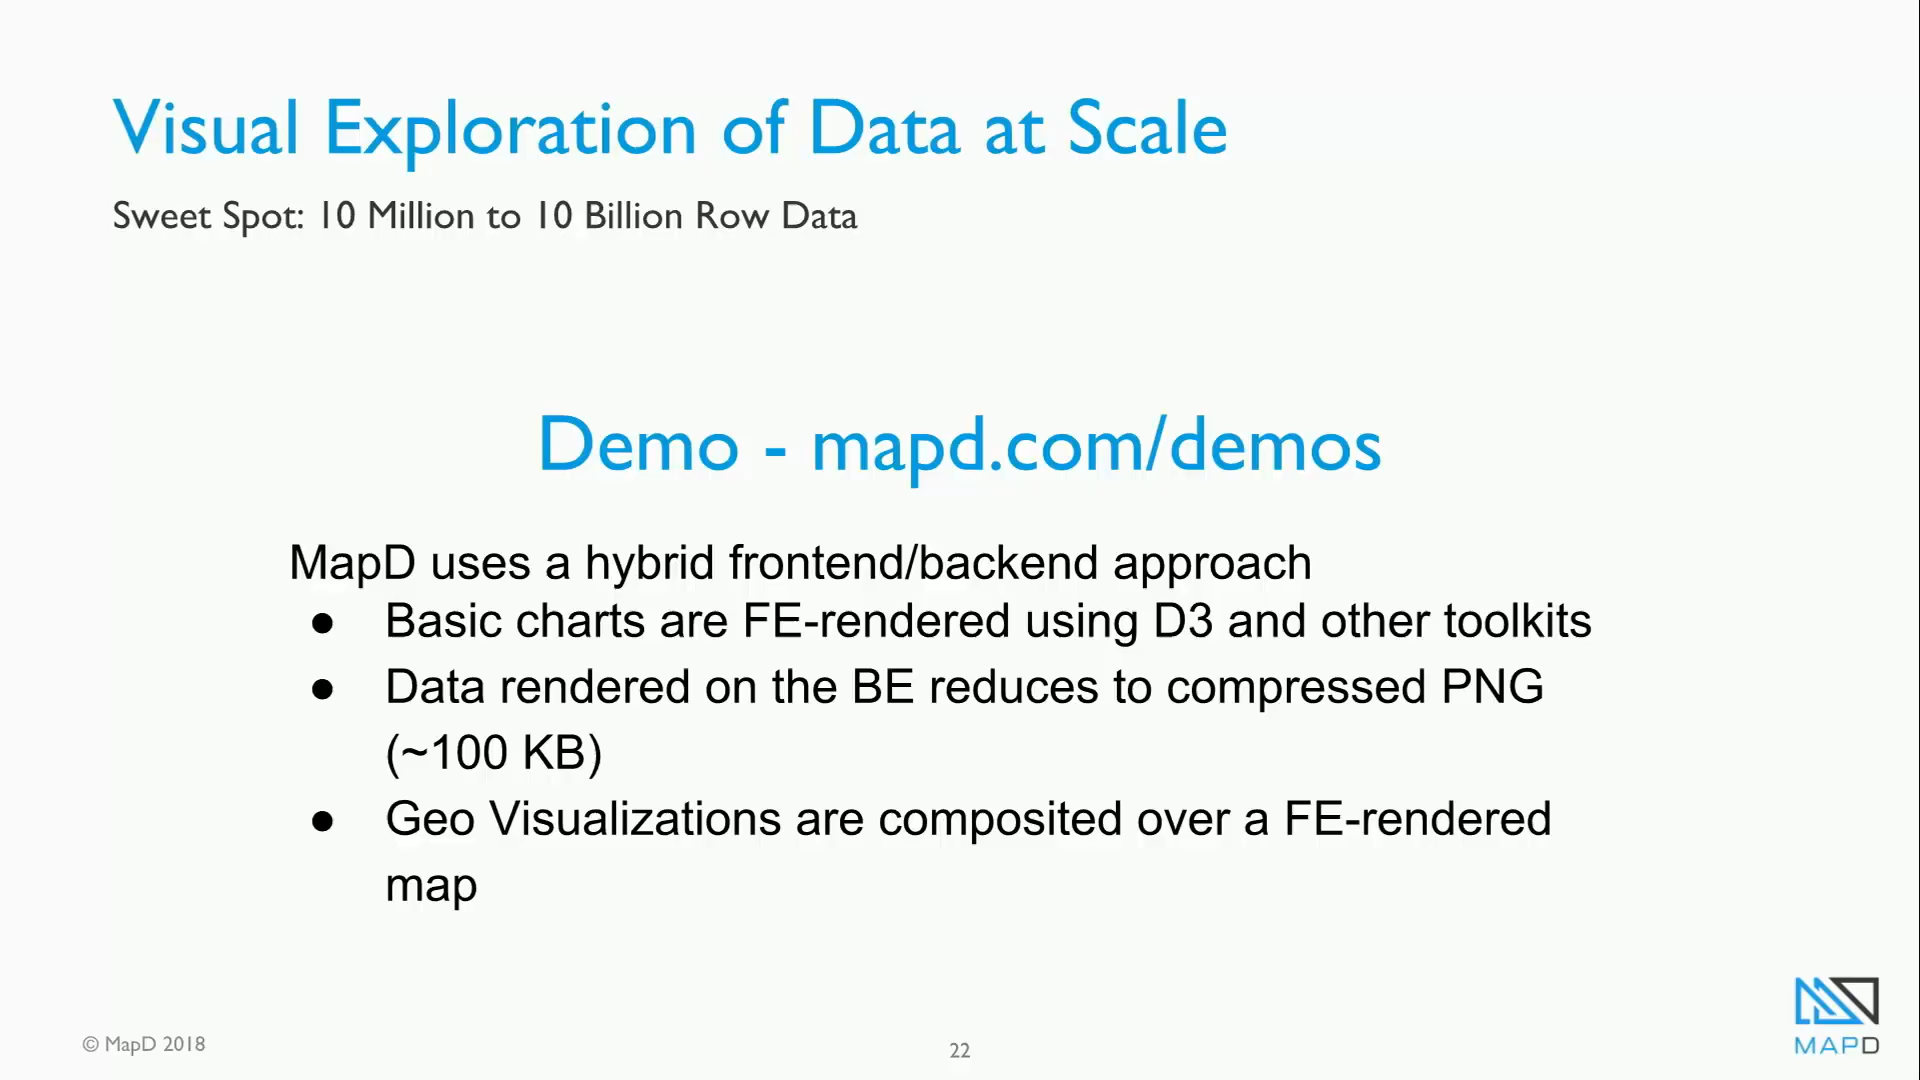 Visual Exploration of Data at Scale
Sweet Spot: 10 Million to 10 Billion Row Data
Demo - mapd.com/demos
MapD uses a hybrid frontend/backend approach
● Basic charts are FE-rendered using D3 and other toolkits
● Data rendered on the BE reduces to compressed PNG
(~100 KB)
● Geo Visualizations are composited over a FE-rendered
map
© MapD 2018
22
MAPD